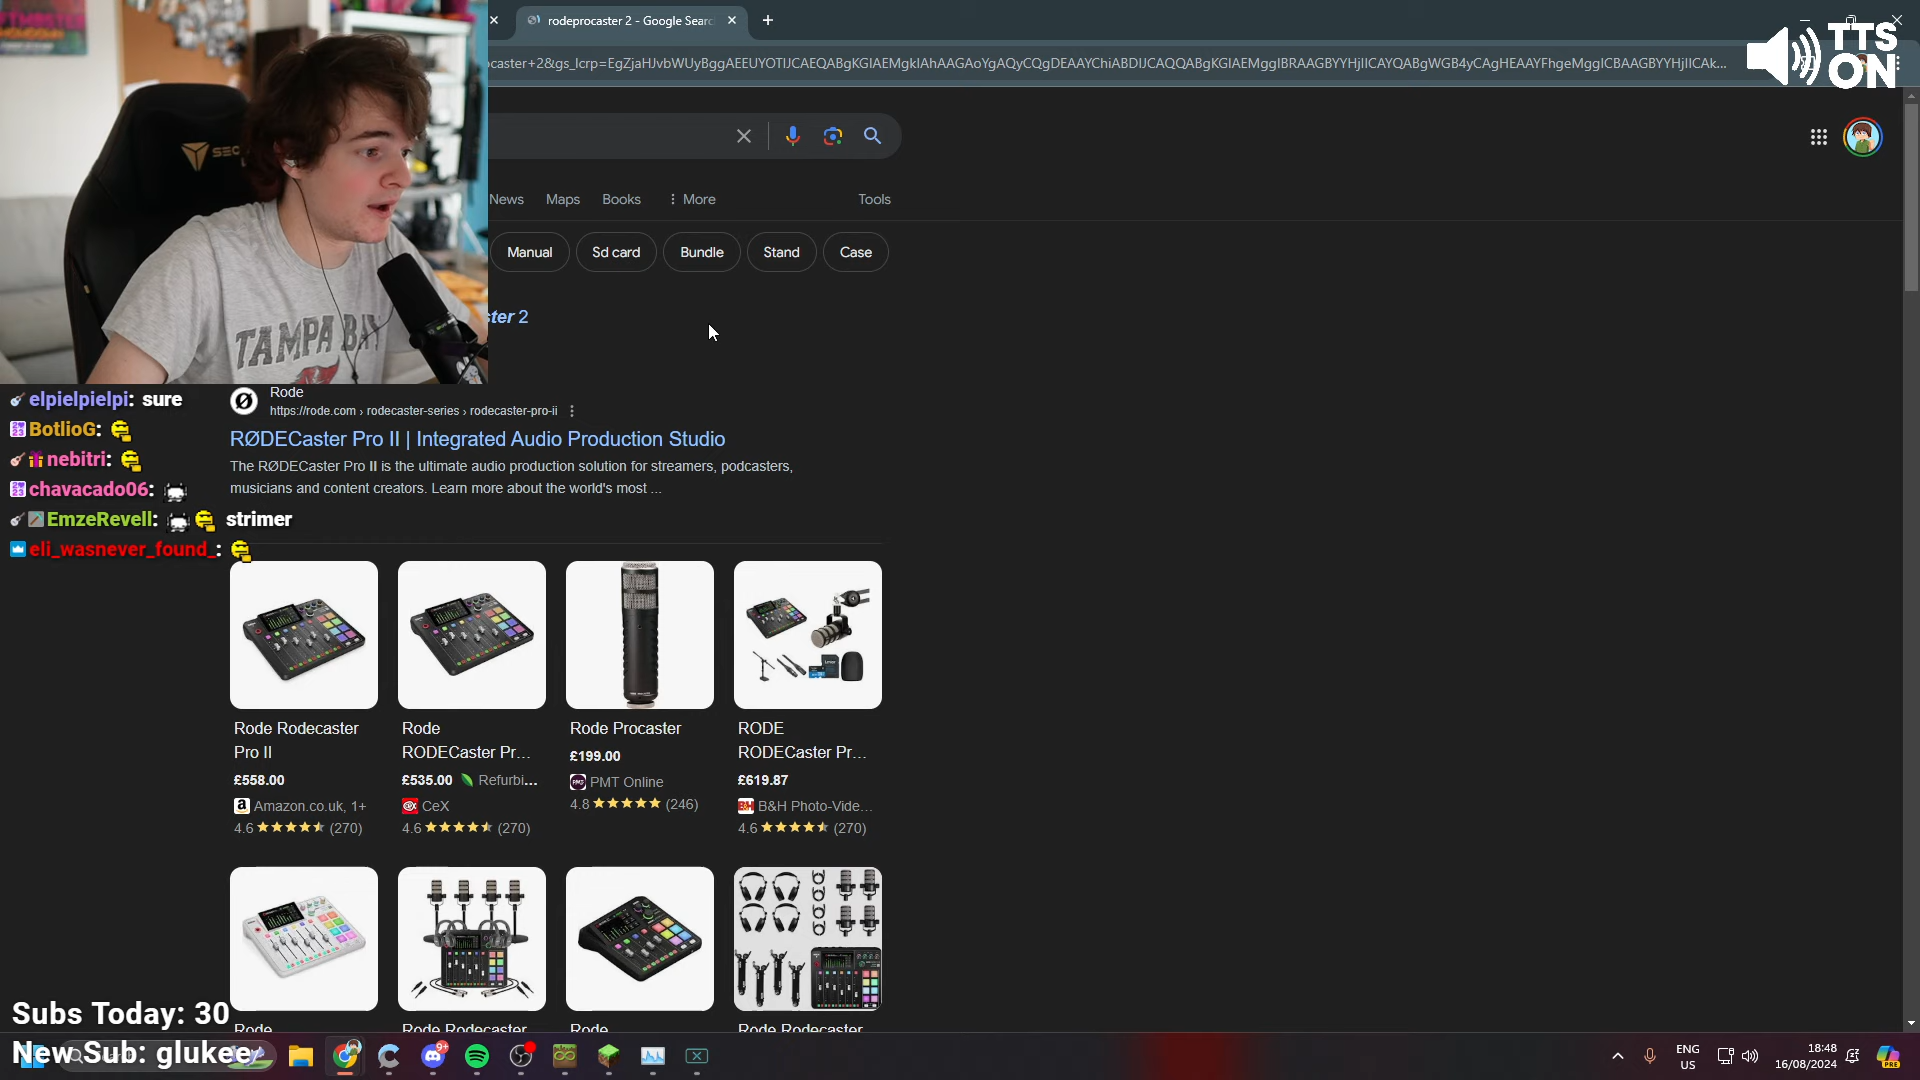 rodeprocaster 2 - Google Searc
TTS
ON
caster+2&gs_lcrp=EgZjaHJvbWUyBggAEEUYOTIJCAEQABgKGIAEMgkIAhAAGAoYgAQyCQgDEAAYChiABDIJCAQQABgKGIAEMggIBRAAGBYYHjIICAYQABgWGB4yCAgHEAAYFhgeMggICBAAGBYYHjIICAk...
News
Maps
Books
More
Tools
Manual
Sd card
Bundle
Stand
Case
ster 2
SEC
TAMPA BAY
Rode
https://rode.com › rodecaster-series › rodecaster-pro-ii
RØDECaster Pro II | Integrated Audio Production Studio
The RØDECaster Pro II is the ultimate audio production solution for streamers, podcasters,
musicians and content creators. Learn more about the world's most ...
elpielpielpi: sure
BotlioG:
nebitri:
chavacado06:
EmzeRevell: strimer
eli_wasnever_found_:
Rode Rodecaster
Pro II
£558.00
Amazon.co.uk, 1+
4.6 (270)
Rode
RODECaster Pr...
£535.00 Refurbi...
CeX
4.6 (270)
Rode Procaster
£199.00
PMT Online
4.8 (246)
RODE
RODECaster Pr...
£619.87
B&H Photo-Vide...
4.6 (270)
Rode
Rode Rodecaster
Rode
Rode Rodecaster
Subs Today: 30
New Sub: glukee
9+
ENG
US
18:48
16/08/2024
PRE